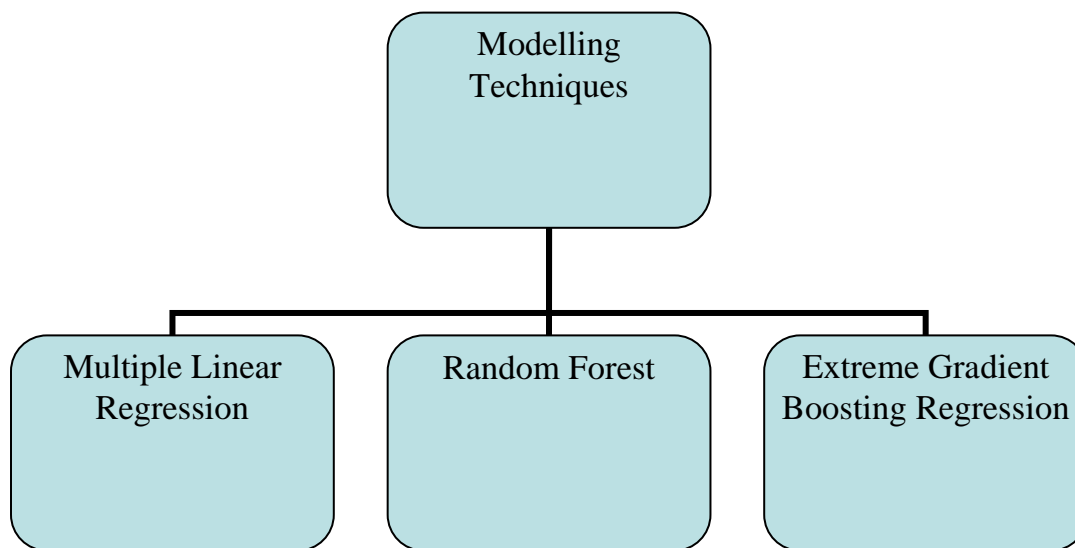 Modelling
Techniques
Multiple Linear
Regression
Random Forest
Extreme Gradient
Boosting Regression